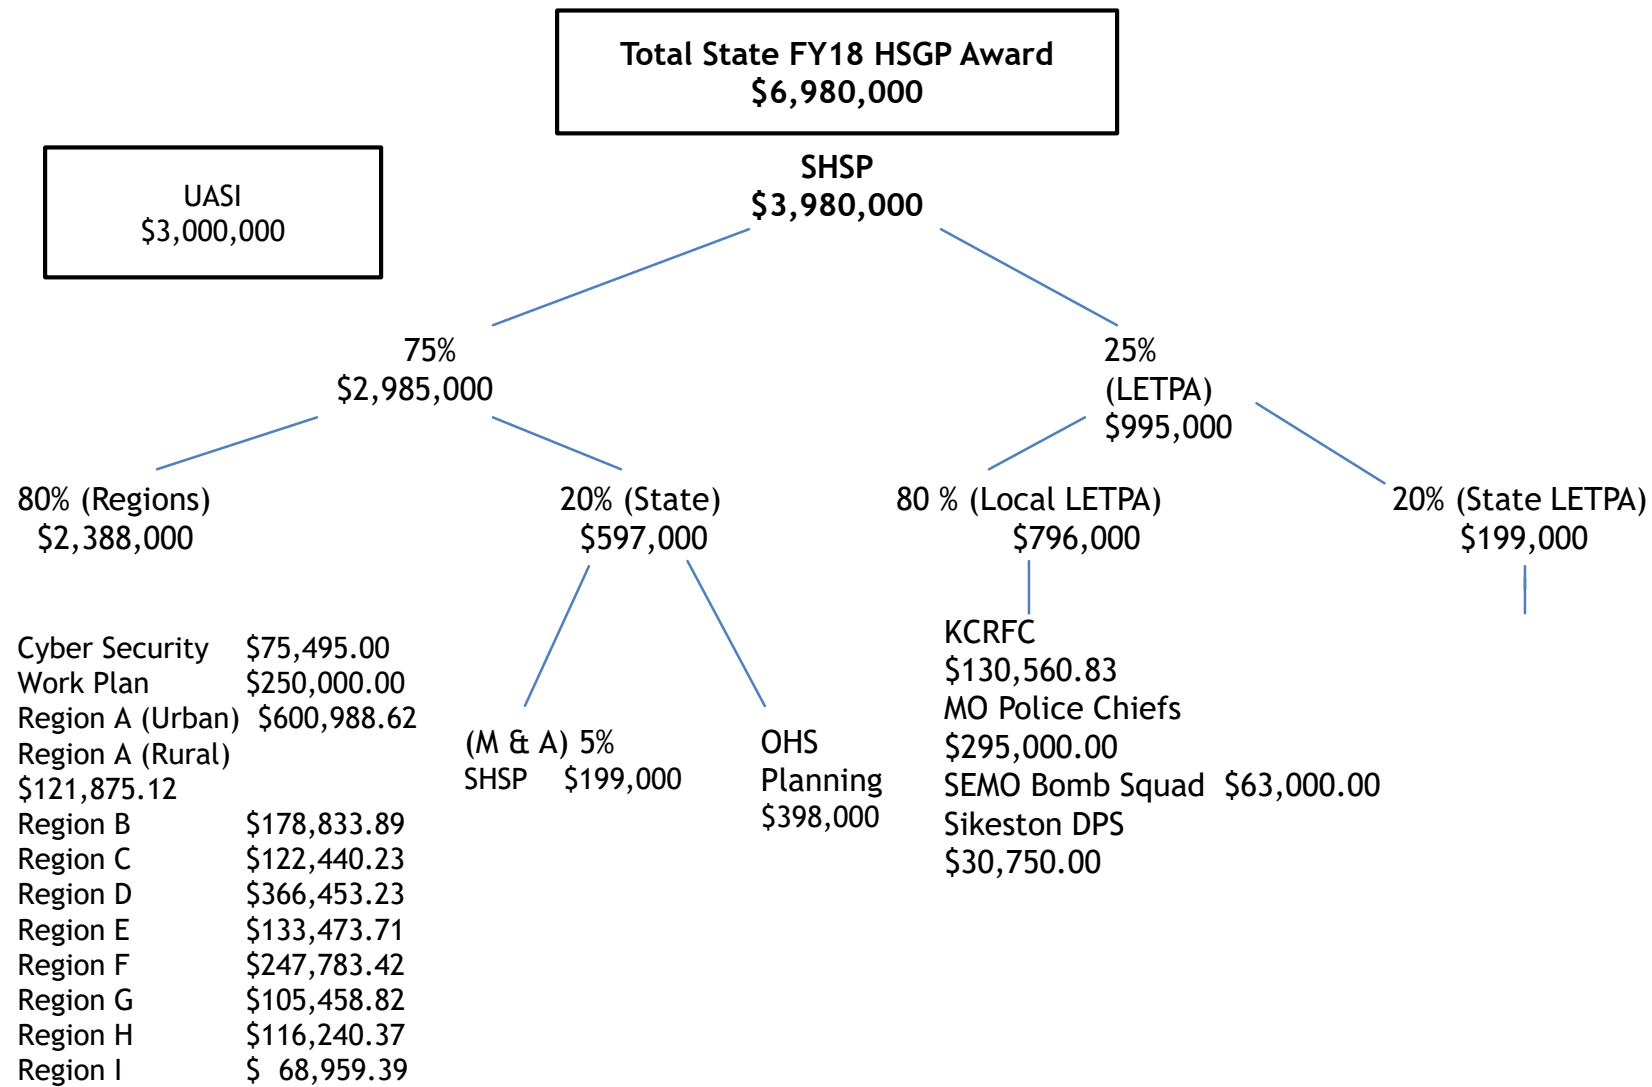 Total State FY18 HSGP Award
$6,980,000
UASI
$3,000,000
SHSP
$3,980,000
75%
$2,985,000
25%
(LETPA)
$995,000
80% (Regions)
$2,388,000
20% (State)
$597,000
80 % (Local LETPA)
$796,000
20% (State LETPA)
$199,000
Cyber Security $75,495.00
Work Plan $250,000.00
Region A (Urban) $600,988.62
Region A (Rural)
$121,875.12
Region B $178,833.89
Region C $122,440.23
Region D $366,453.23
Region E $133,473.71
Region F $247,783.42
Region G $105,458.82
Region H $116,240.37
Region I $ 68,959.39
(M & A) 5%
SHSP $199,000
OHS
Planning
$398,000
KCRFC
$130,560.83
MO Police Chiefs
$295,000.00
SEMO Bomb Squad $63,000.00
Sikeston DPS
$30,750.00